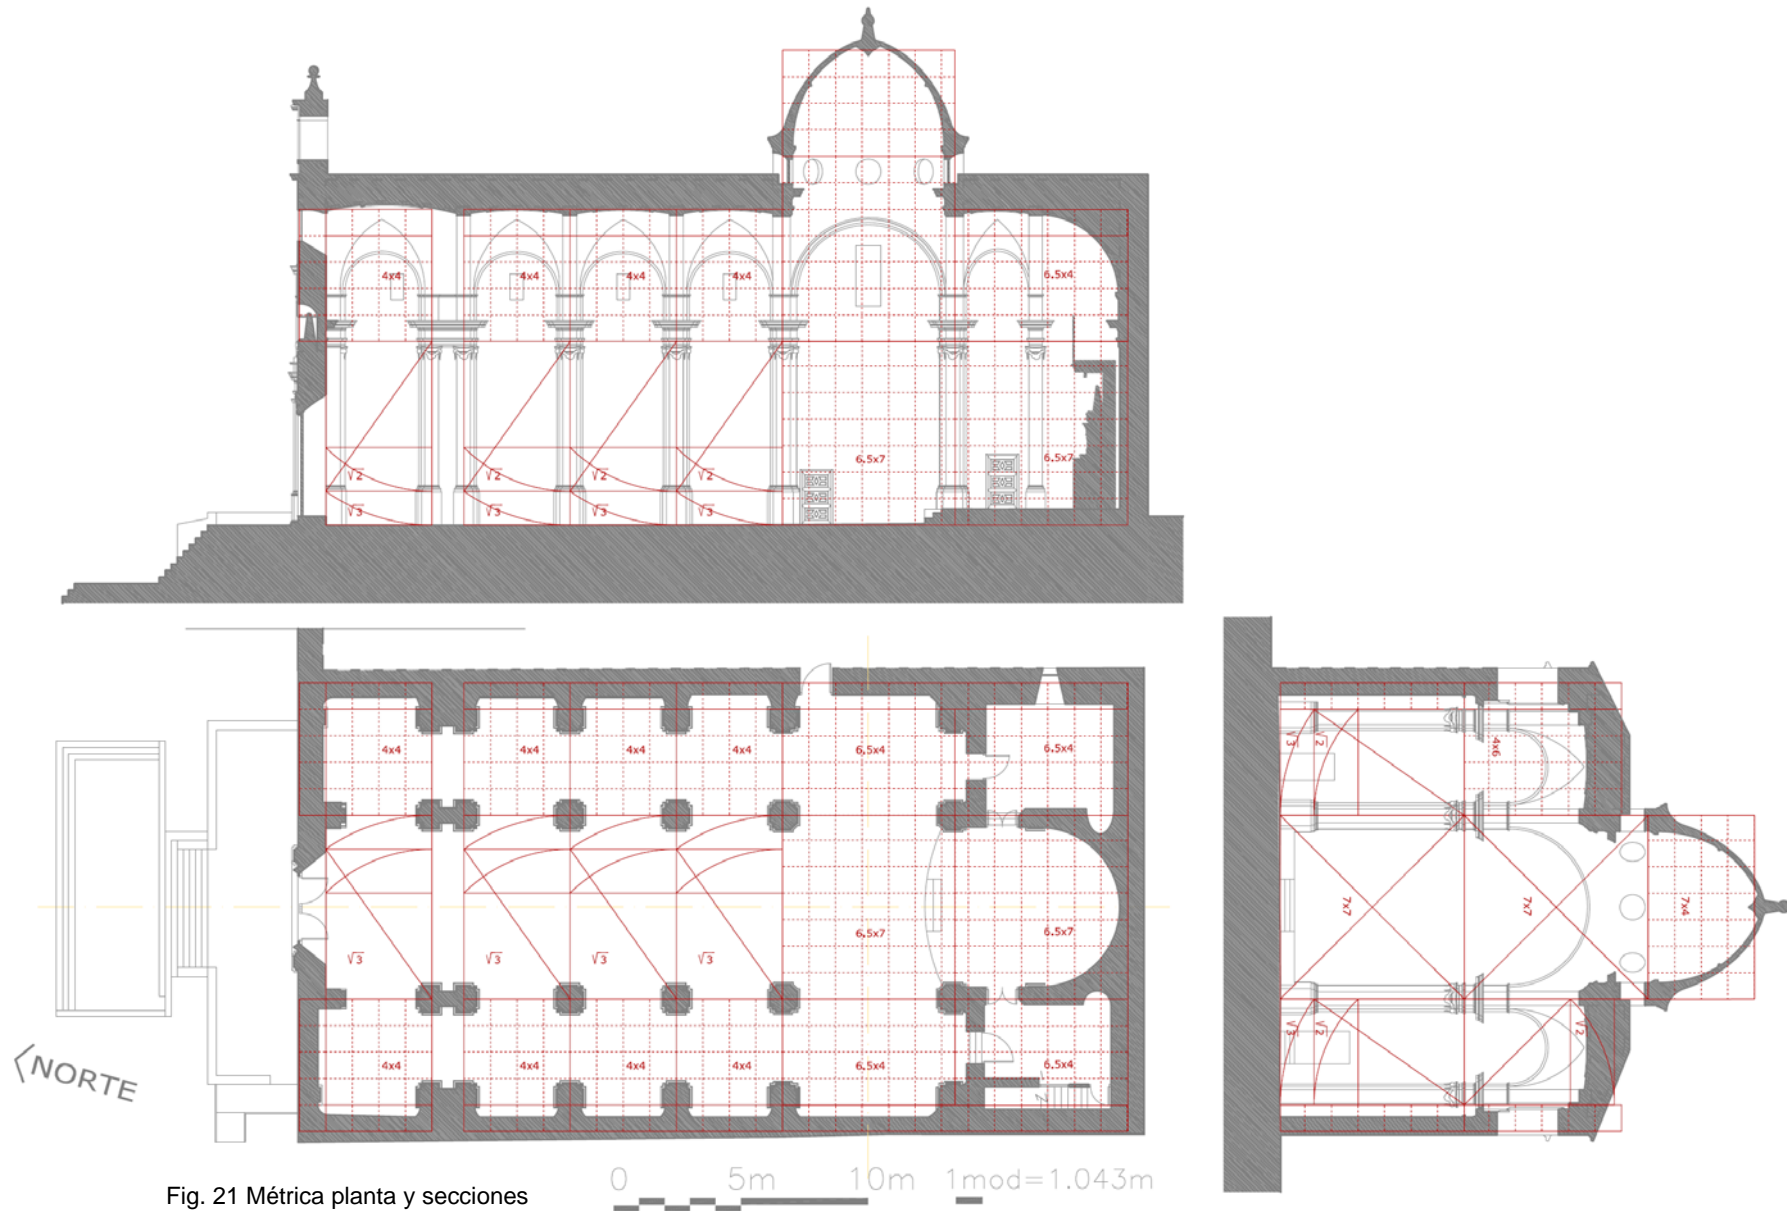 4x4 4x4 4x4 4x4 6.5x4
6.5x7 6.5x7
√2 √2 √2 √2
√3 √3 √3 √3
4x4 4x4 4x4 4x4 6.5x4 6.5x4
√3 √3 √3 √3 6.5x7 6.5x7
4x4 4x4 4x4 4x4 6.5x4 6.5x4
√3 √2 4x6
7x7 7x7 7x4
√3 √2 √2
NORTE
0 5m 10m 1mod=1.043m
Fig. 21 Métrica planta y secciones